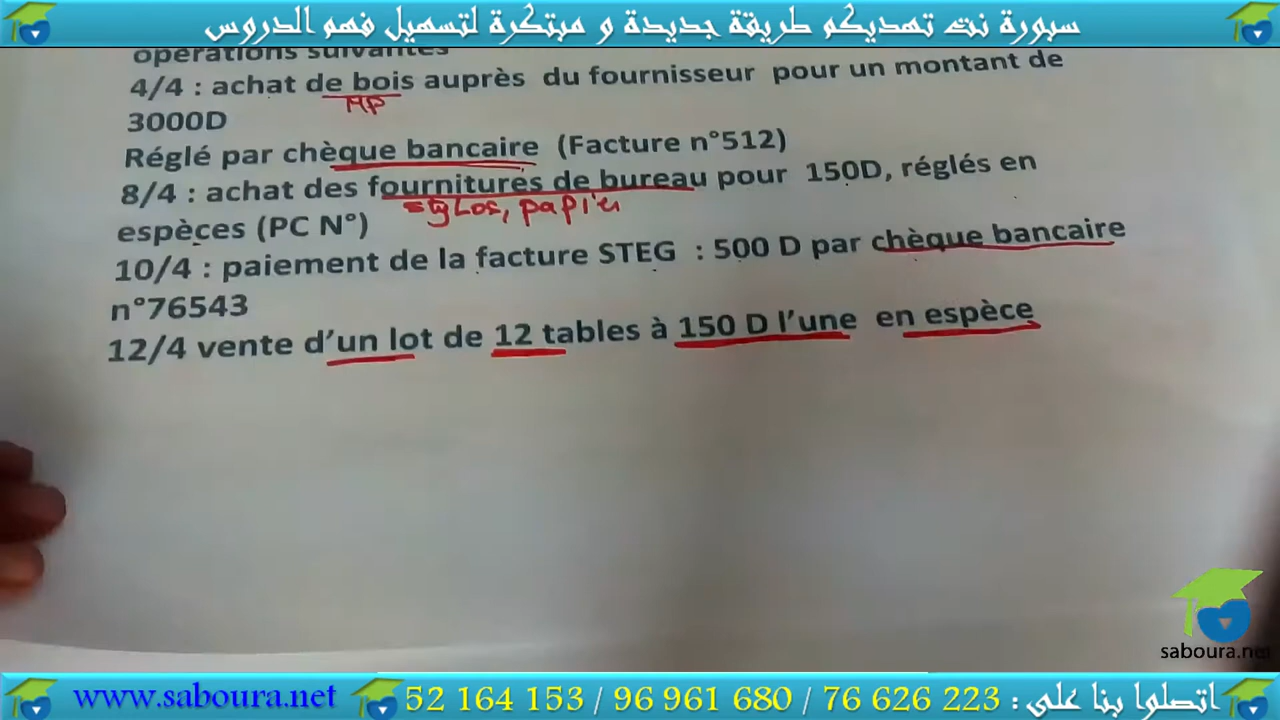 سبورة نت تهديكم طريقة جديدة و مبتكرة لتسهيل فهم الدروس
opérations suivantes
4/4 : achat de bois auprès du fournisseur pour un montant de
MP
3000D
Réglé par chèque bancaire (Facture n°512)
8/4 : achat des fournitures de bureau pour 150D, réglés en
stylos, papier
espèces (PC N°)
10/4 : paiement de la facture STEG : 500 D par chèque bancaire
n°76543
12/4 vente d'un lot de 12 tables à 150 D l'une en espèce
saboura.net
www.saboura.net 52 164 153 / 96 961 680 / 76 626 223 : اتصلوا بنا على